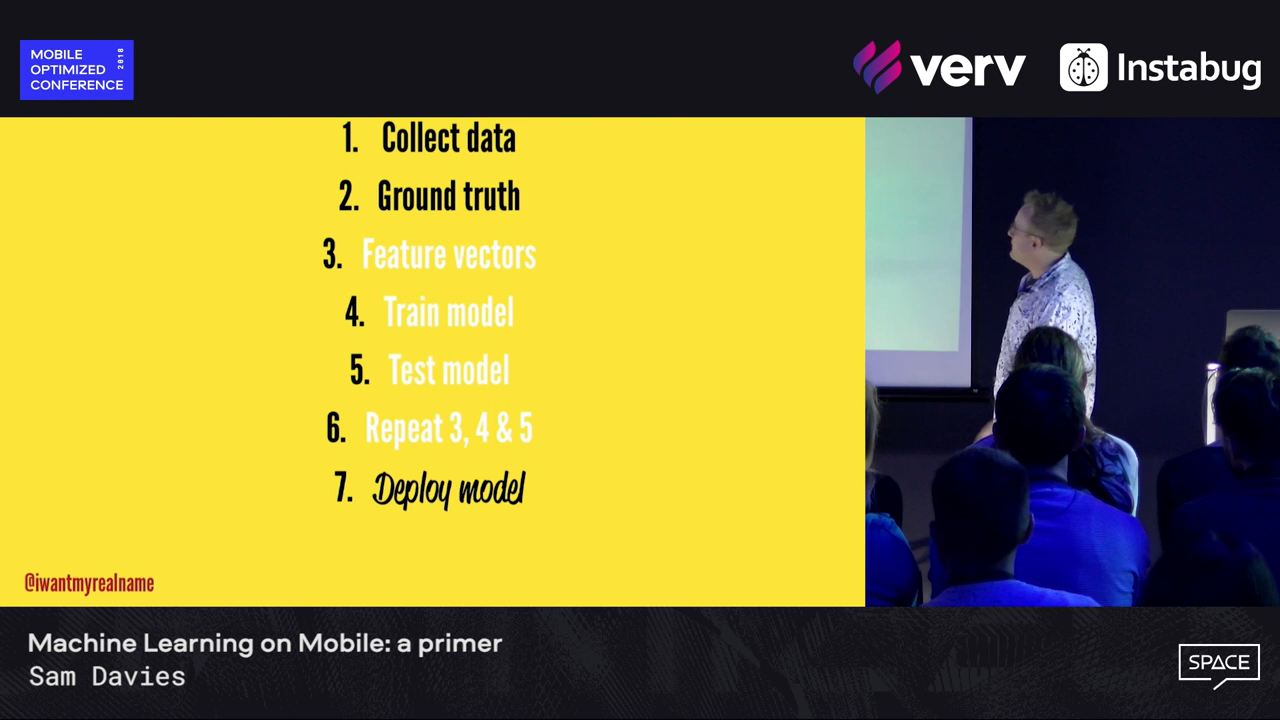 MOBILE
OPTIMIZED
CONFERENCE
2018
verv
Instabug
1. Collect data
2. Ground truth
3. Feature vectors
4. Train model
5. Test model
6. Repeat 3, 4 & 5
7. Deploy model
@iwantmyrealname
Machine Learning on Mobile: a primer
Sam Davies
SPACE